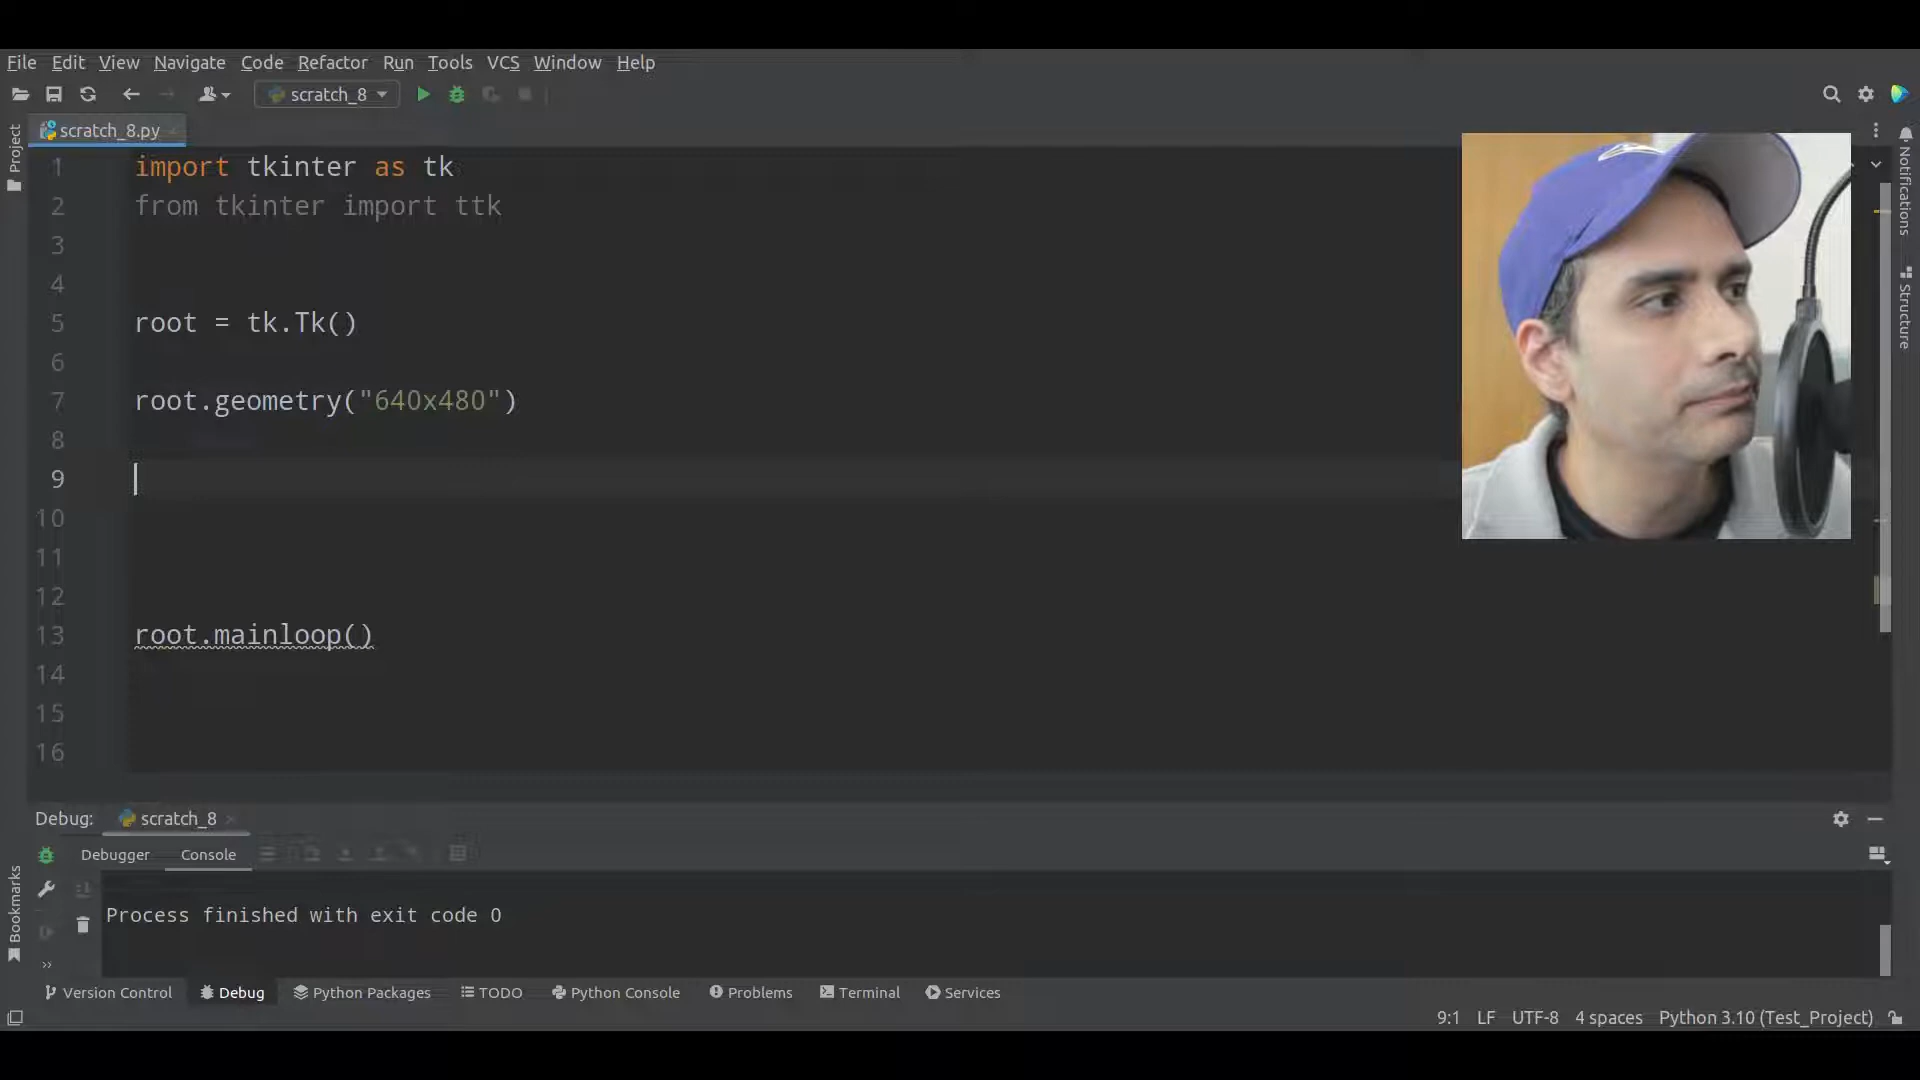 File Edit View Navigate Code Refactor Run Tools VCS Window Help
scratch_8
scratch_8.py
Project
Notifications
Structure
1 import tkinter as tk
2 from tkinter import ttk
3
4
5 root = tk.Tk()
6
7 root.geometry("640x480")
8
9
10
11
12
13 root.mainloop()
14
15
16
Debug: scratch_8
Debugger Console
Bookmarks
Process finished with exit code 0
Version Control Debug Python Packages TODO Python Console Problems Terminal Services
9:1 LF UTF-8 4 spaces Python 3.10 (Test_Project)